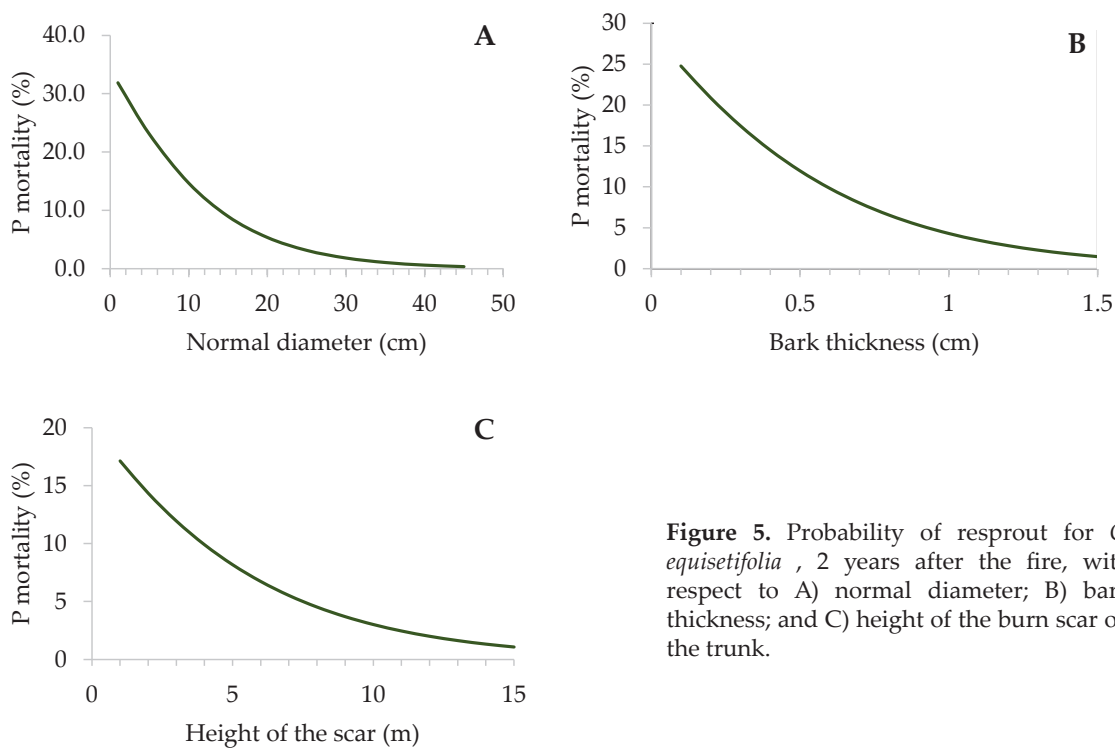 A
40.0
30.0
20.0
10.0
0.0
P mortality (%)
0 10 20 30 40 50
Normal diameter (cm)
B
30
25
20
15
10
5
0
P mortality (%)
0 0.5 1 1.5
Bark thickness (cm)
C
20
15
10
5
0
P mortality (%)
0 5 10 15
Height of the scar (m)
Figure 5. Probability of resprout for
equisetifolia , 2 years after the fire,
respect to A) normal diameter; B)
thickness; and C) height of the burn scar
the trunk.